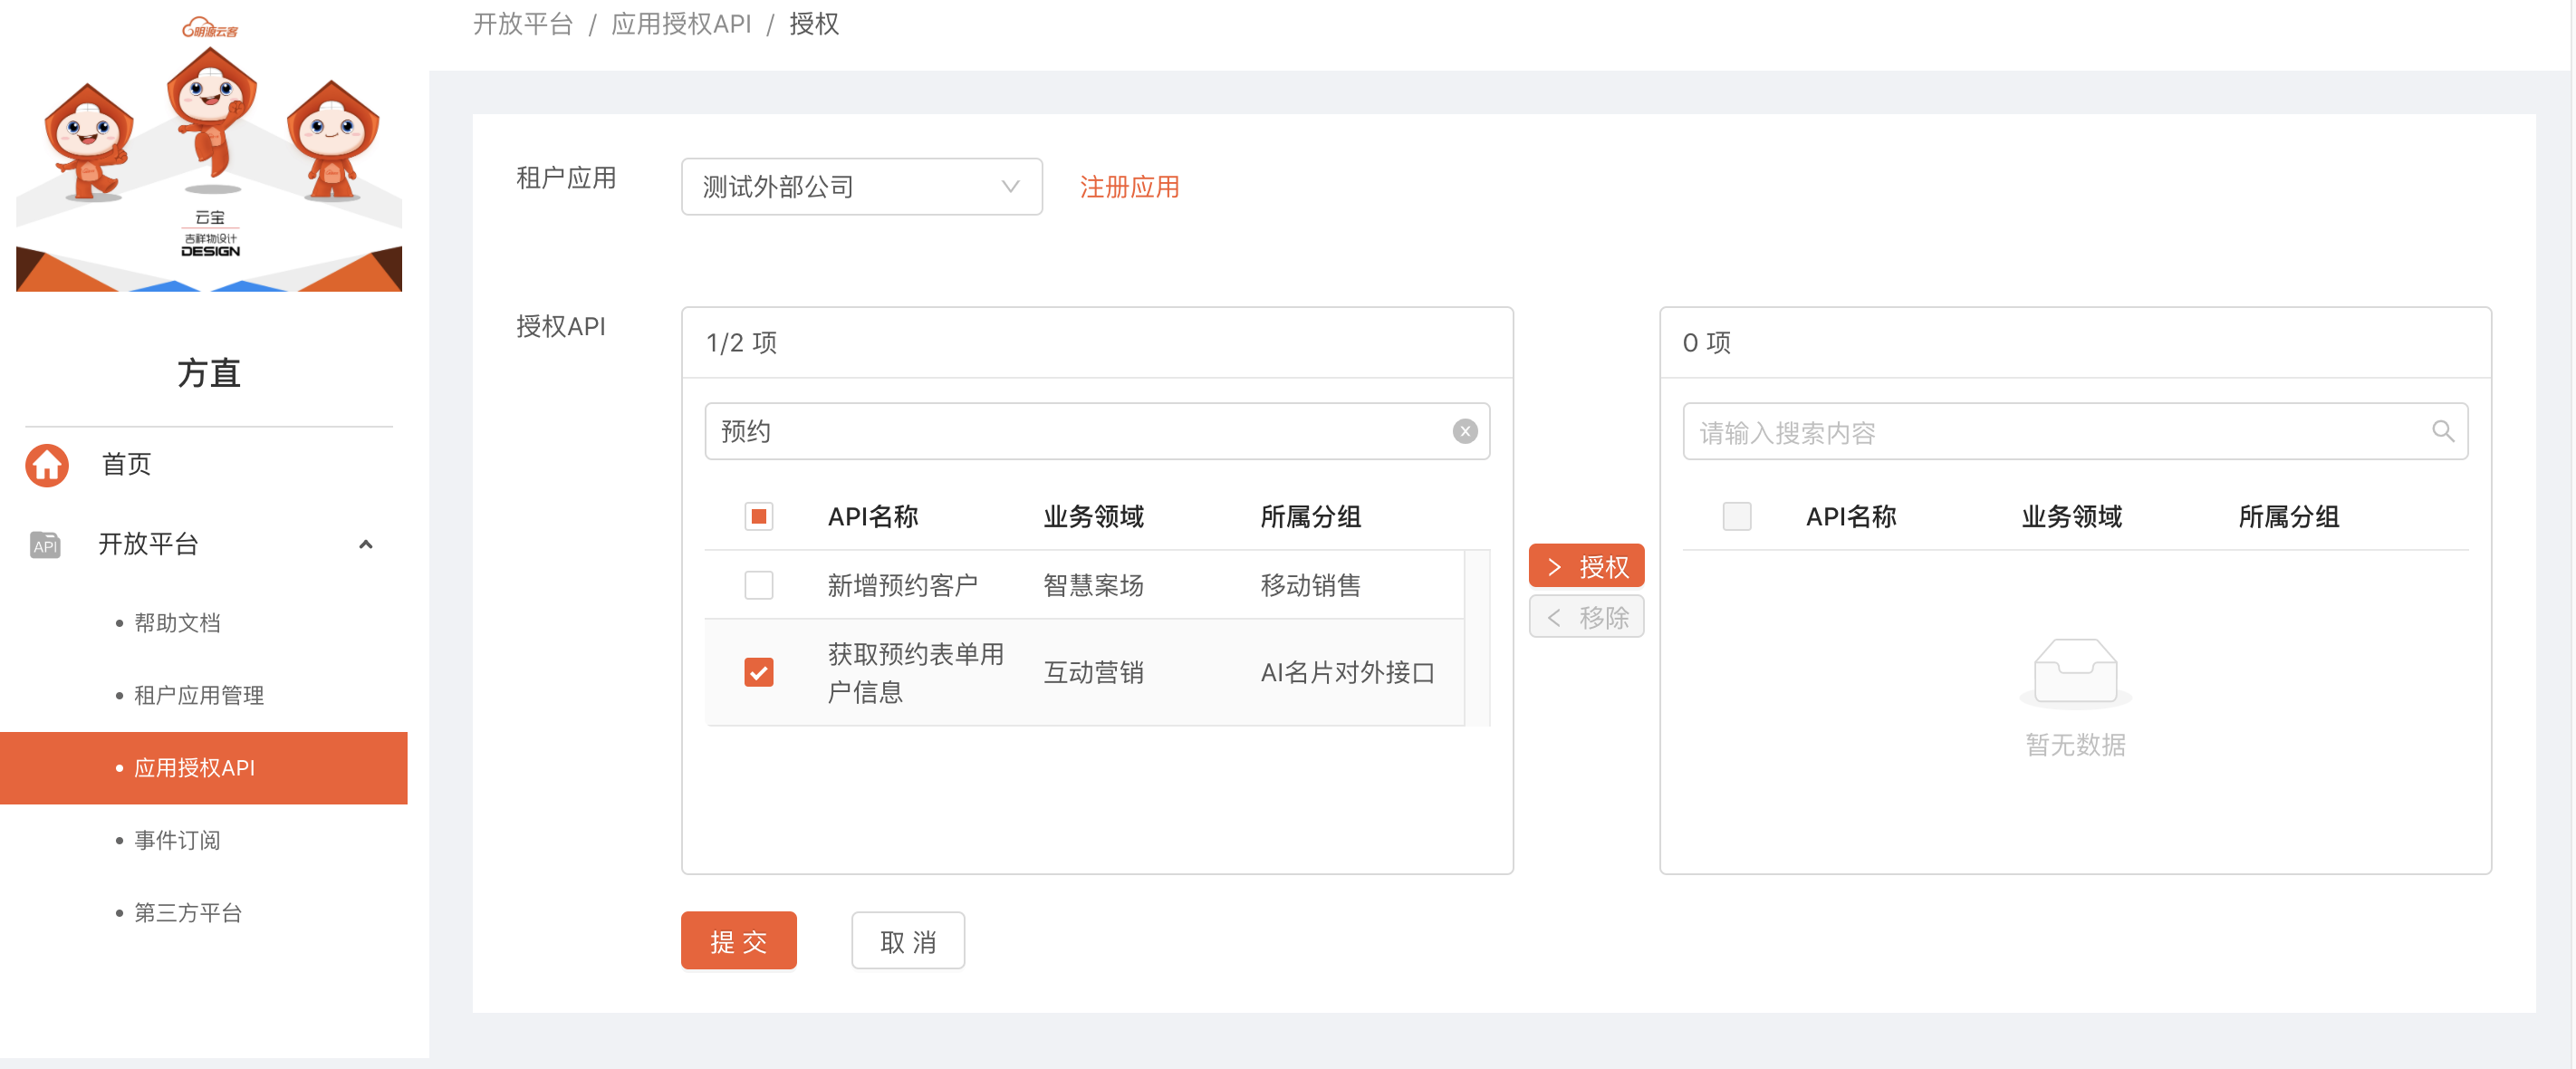 明源云客
云宝
吉祥物设计
DESIGN
方直
首页
API
开放平台
帮助文档
租户应用管理
应用授权API
事件订阅
第三方平台
开放平台 / 应用授权API / 授权
租户应用
测试外部公司
注册应用
授权API
1/2 项
预约
API名称 业务领域 所属分组
新增预约客户 智慧案场 移动销售
获取预约表单用
户信息
互动营销
AI名片对外接口
> 授权
< 移除
0 项
请输入搜索内容
API名称 业务领域 所属分组
暂无数据
提 交
取 消